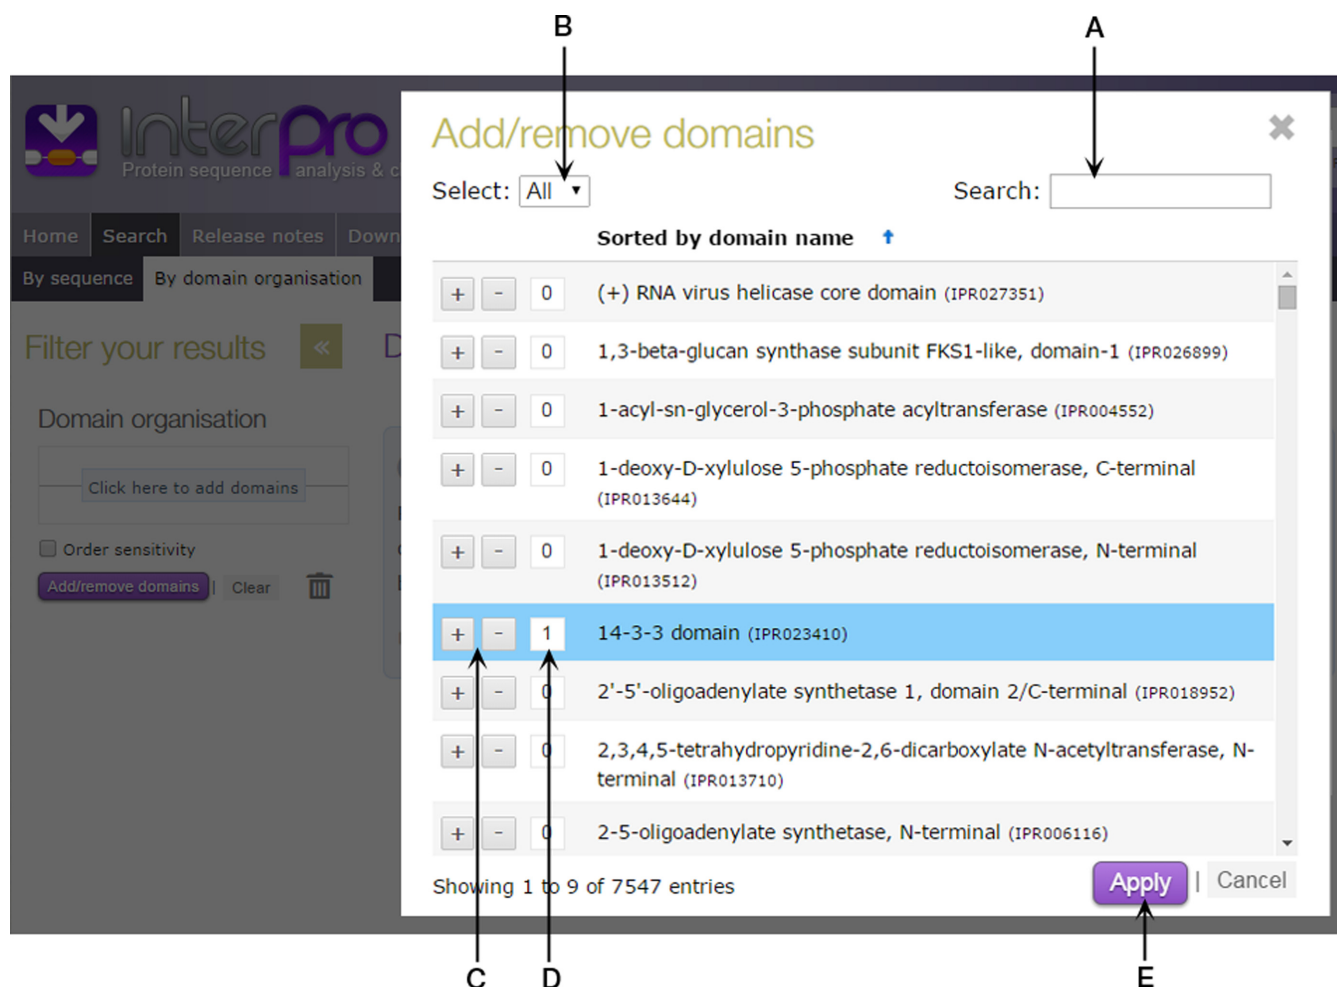 B A
InterPro
Protein sequence analysis & c
Add/remove domains
Select: All Search:
Home Search Release notes Down
Sorted by domain name
By sequence By domain organisation
+ - 0 (+) RNA virus helicase core domain (IPR027351)
Filter your results « D
+ - 0 1,3-beta-glucan synthase subunit FKS1-like, domain-1 (IPR026899)
Domain organisation
+ - 0 1-acyl-sn-glycerol-3-phosphate acyltransferase (IPR004552)
Click here to add domains
+ - 0 1-deoxy-D-xylulose 5-phosphate reductoisomerase, C-terminal
(IPR013644)
Order sensitivity
+ - 0 1-deoxy-D-xylulose 5-phosphate reductoisomerase, N-terminal
(IPR013512)
Add/remove domains | Clear
+ - 1 14-3-3 domain (IPR023410)
+ - 0 2'-5'-oligoadenylate synthetase 1, domain 2/C-terminal (IPR018952)
+ - 0 2,3,4,5-tetrahydropyridine-2,6-dicarboxylate N-acetyltransferase, N-
terminal (IPR013710)
+ - 0 2-5-oligoadenylate synthetase, N-terminal (IPR006116)
Showing 1 to 9 of 7547 entries
Apply | Cancel
C D E